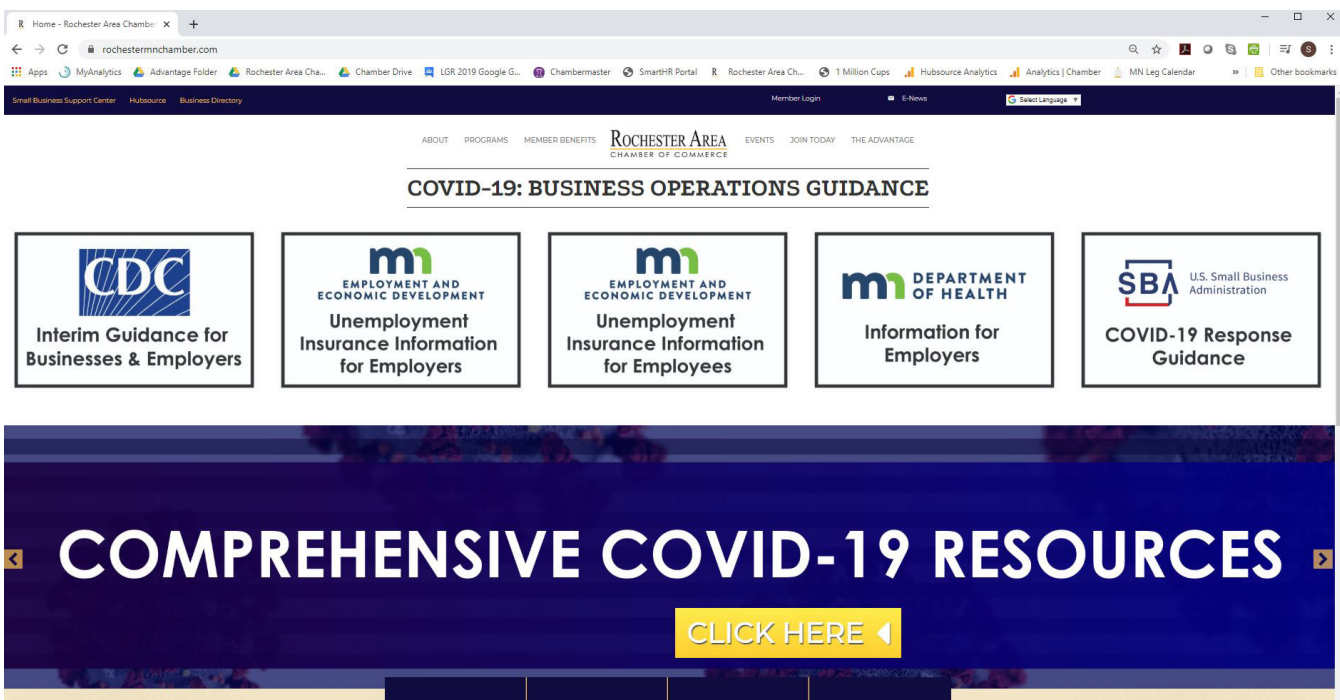 R Home - Rochester Area Chambe
rochestermnchamber.com
Apps MyAnalytics Advantage Folder Rochester Area Cha... Chamber Drive LGR 2019 Google G... Chambermaster SmartHR Portal R Rochester Area Ch... 1 Million Cups Hubsource Analytics Analytics | Chamber MN Leg Calendar » Other bookmarks
Small Business Support Center Hubsource Business Directory Member Login E-News G Select Language
ABOUT PROGRAMS MEMBER BENEFITS ROCHESTER AREA EVENTS JOIN TODAY THE ADVANTAGE
CHAMBER OF COMMERCE
COVID-19: BUSINESS OPERATIONS GUIDANCE
CDC
Interim Guidance for
Businesses & Employers
mn
EMPLOYMENT AND
ECONOMIC DEVELOPMENT
Unemployment
Insurance Information
for Employers
mn
EMPLOYMENT AND
ECONOMIC DEVELOPMENT
Unemployment
Insurance Information
for Employees
mn DEPARTMENT
OF HEALTH
Information for
Employers
SBA U.S. Small Business
Administration
COVID-19 Response
Guidance
COMPREHENSIVE COVID-19 RESOURCES
CLICK HERE